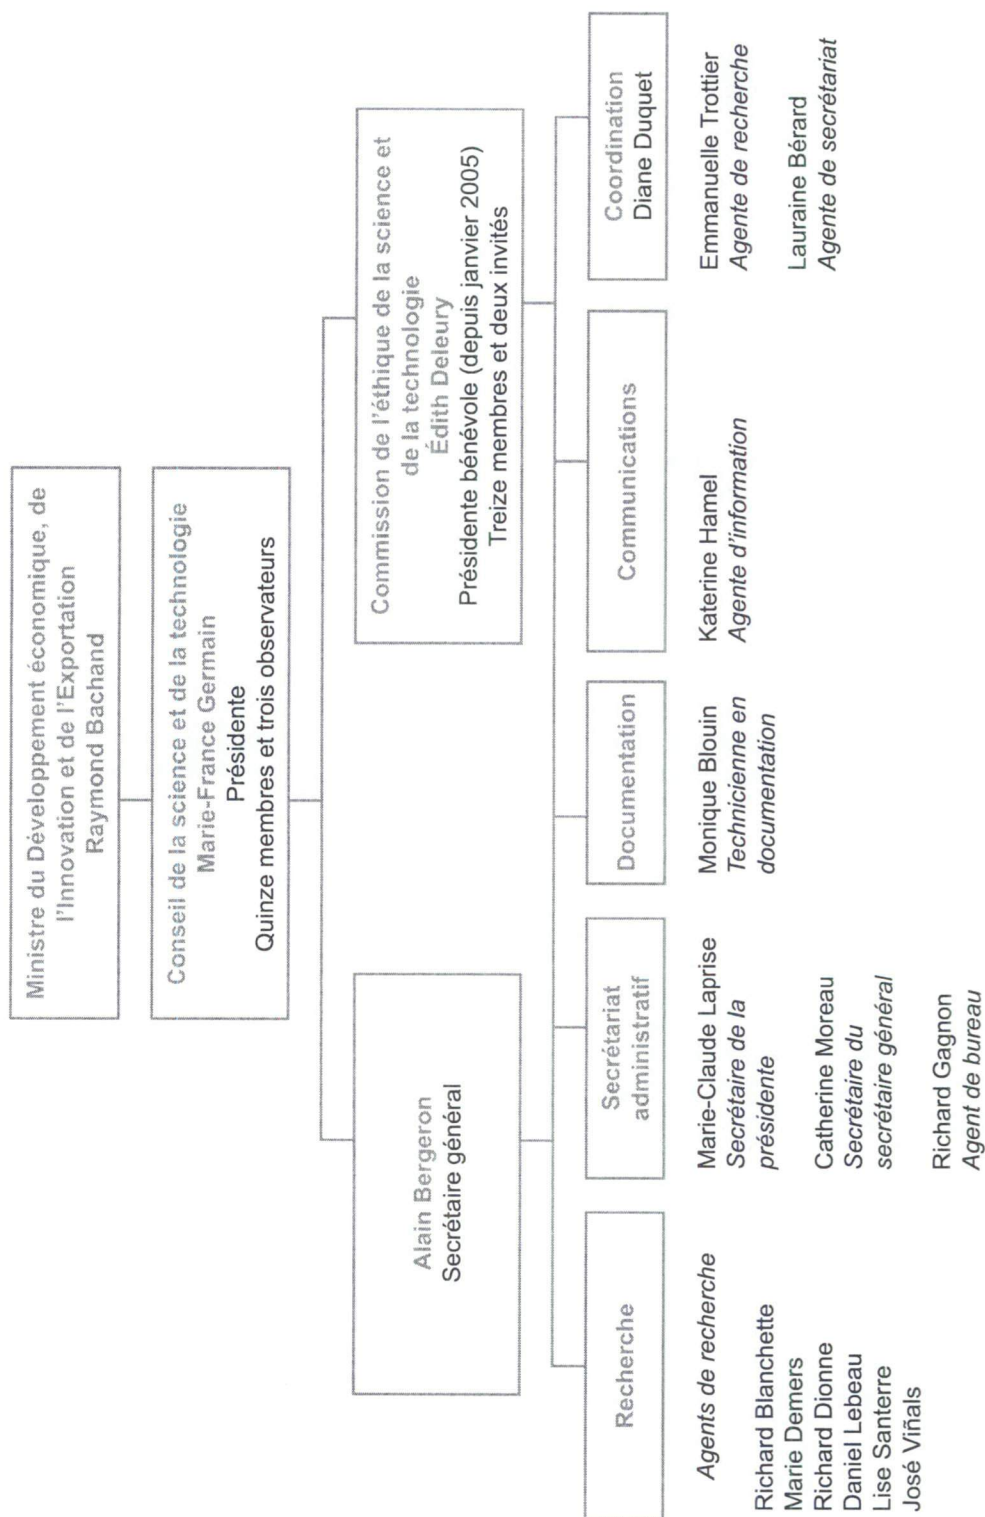 Ministre du Développement économique, de
l'Innovation et de l'Exportation
Raymond Bachand
Conseil de la science et de la technologie
Marie-France Germain
Présidente
Quinze membres et trois observateurs
Alain Bergeron
Secrétaire général
Commission de l'éthique de la science et
de la technologie
Édith Deleury
Présidente bénévole (depuis janvier 2005)
Treize membres et deux invités
Recherche
Agents de recherche
Richard Blanchette
Marie Demers
Richard Dionne
Daniel Lebeau
Lise Santerre
José Viñals
Secrétariat
administratif
Marie-Claude Laprise
Secrétaire de la
présidente
Catherine Moreau
Secrétaire du
secrétaire général
Richard Gagnon
Agent de bureau
Documentation
Monique Blouin
Technicienne en
documentation
Communications
Katerine Hamel
Agente d'information
Coordination
Diane Duquet
Emmanuelle Trottier
Agente de recherche
Lauraine Bérard
Agente de secrétariat